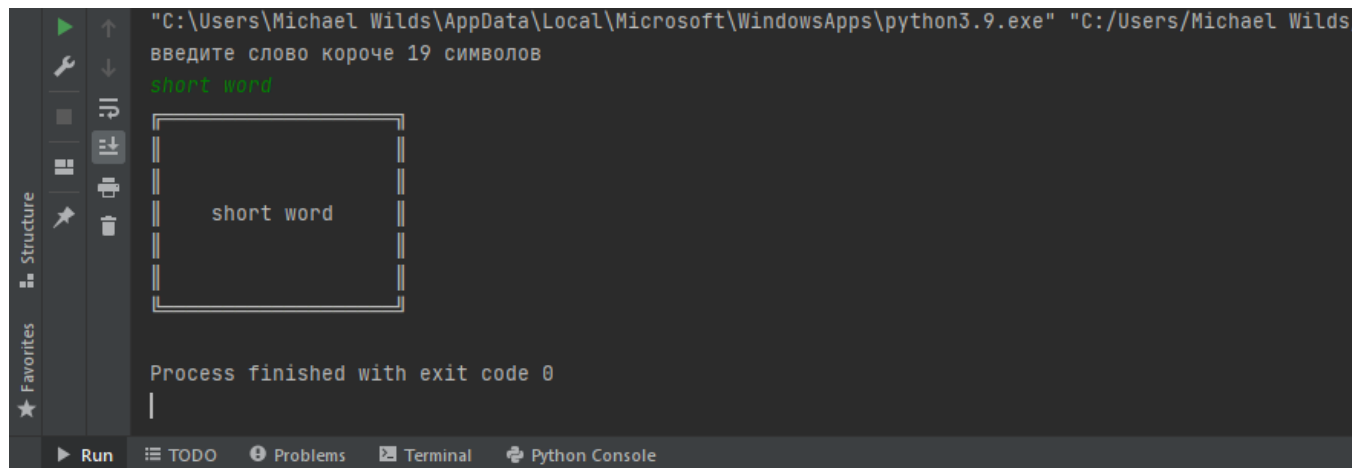 "C:\Users\Michael Wilds\AppData\Local\Microsoft\WindowsApps\python3.9.exe" "C:/Users/Michael Wilds
введите слово короче 19 символов
short word
short word
Process finished with exit code 0
Structure
Favorites
Run TODO Problems Terminal Python Console